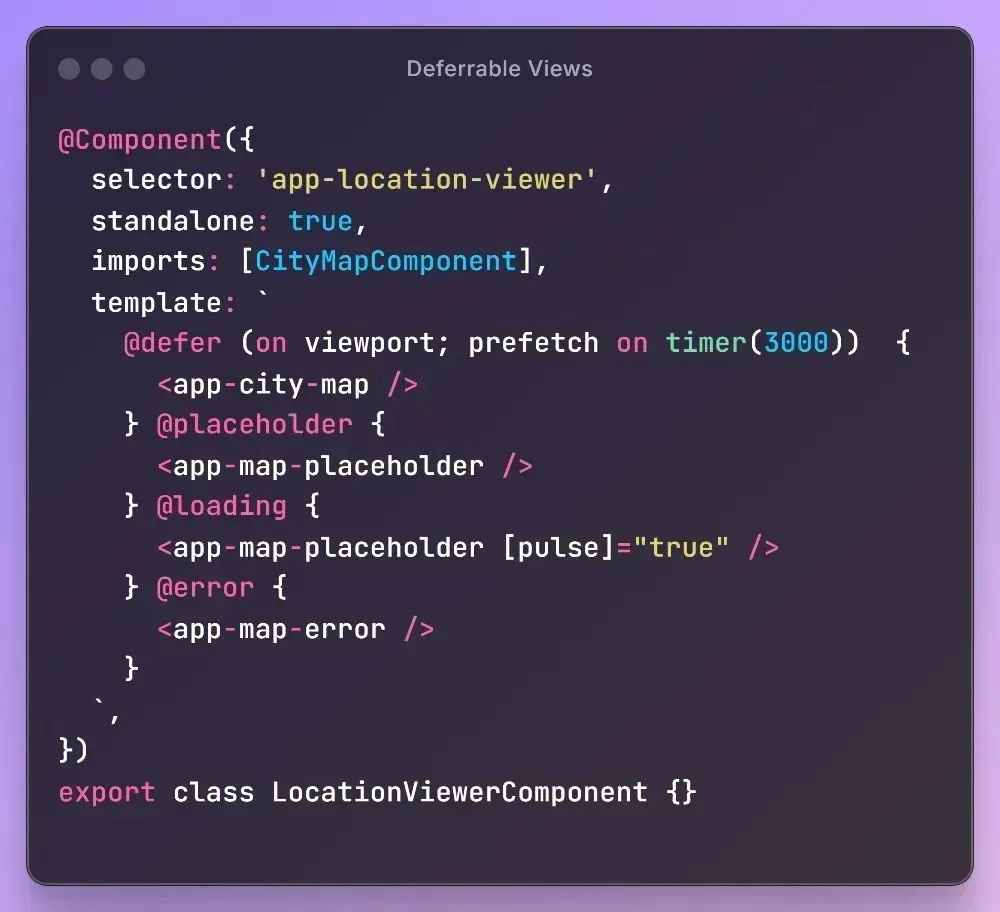 Deferrable Views
@Component({
  selector: 'app-location-viewer',
  standalone: true,
  imports: [CityMapComponent],
  template: `
    @defer (on viewport; prefetch on timer(3000))  {
      <app-city-map />
    } @placeholder {
      <app-map-placeholder />
    } @loading {
      <app-map-placeholder [pulse]="true" />
    } @error {
      <app-map-error />
    }
  `,
})
export class LocationViewerComponent {}